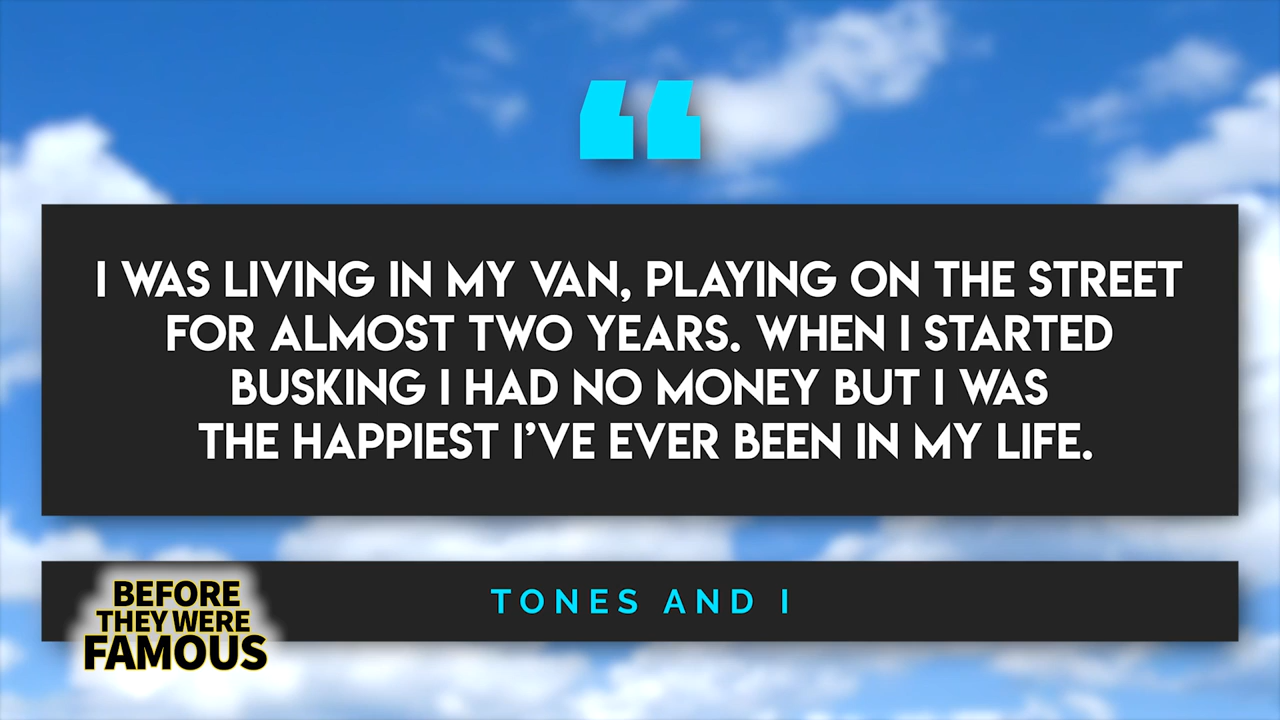 “
I WAS LIVING IN MY VAN, PLAYING ON THE STREET
FOR ALMOST TWO YEARS. WHEN I STARTED
BUSKING I HAD NO MONEY BUT I WAS
THE HAPPIEST I’VE EVER BEEN IN MY LIFE.
TONES AND I
BEFORE
THEY WERE
FAMOUS